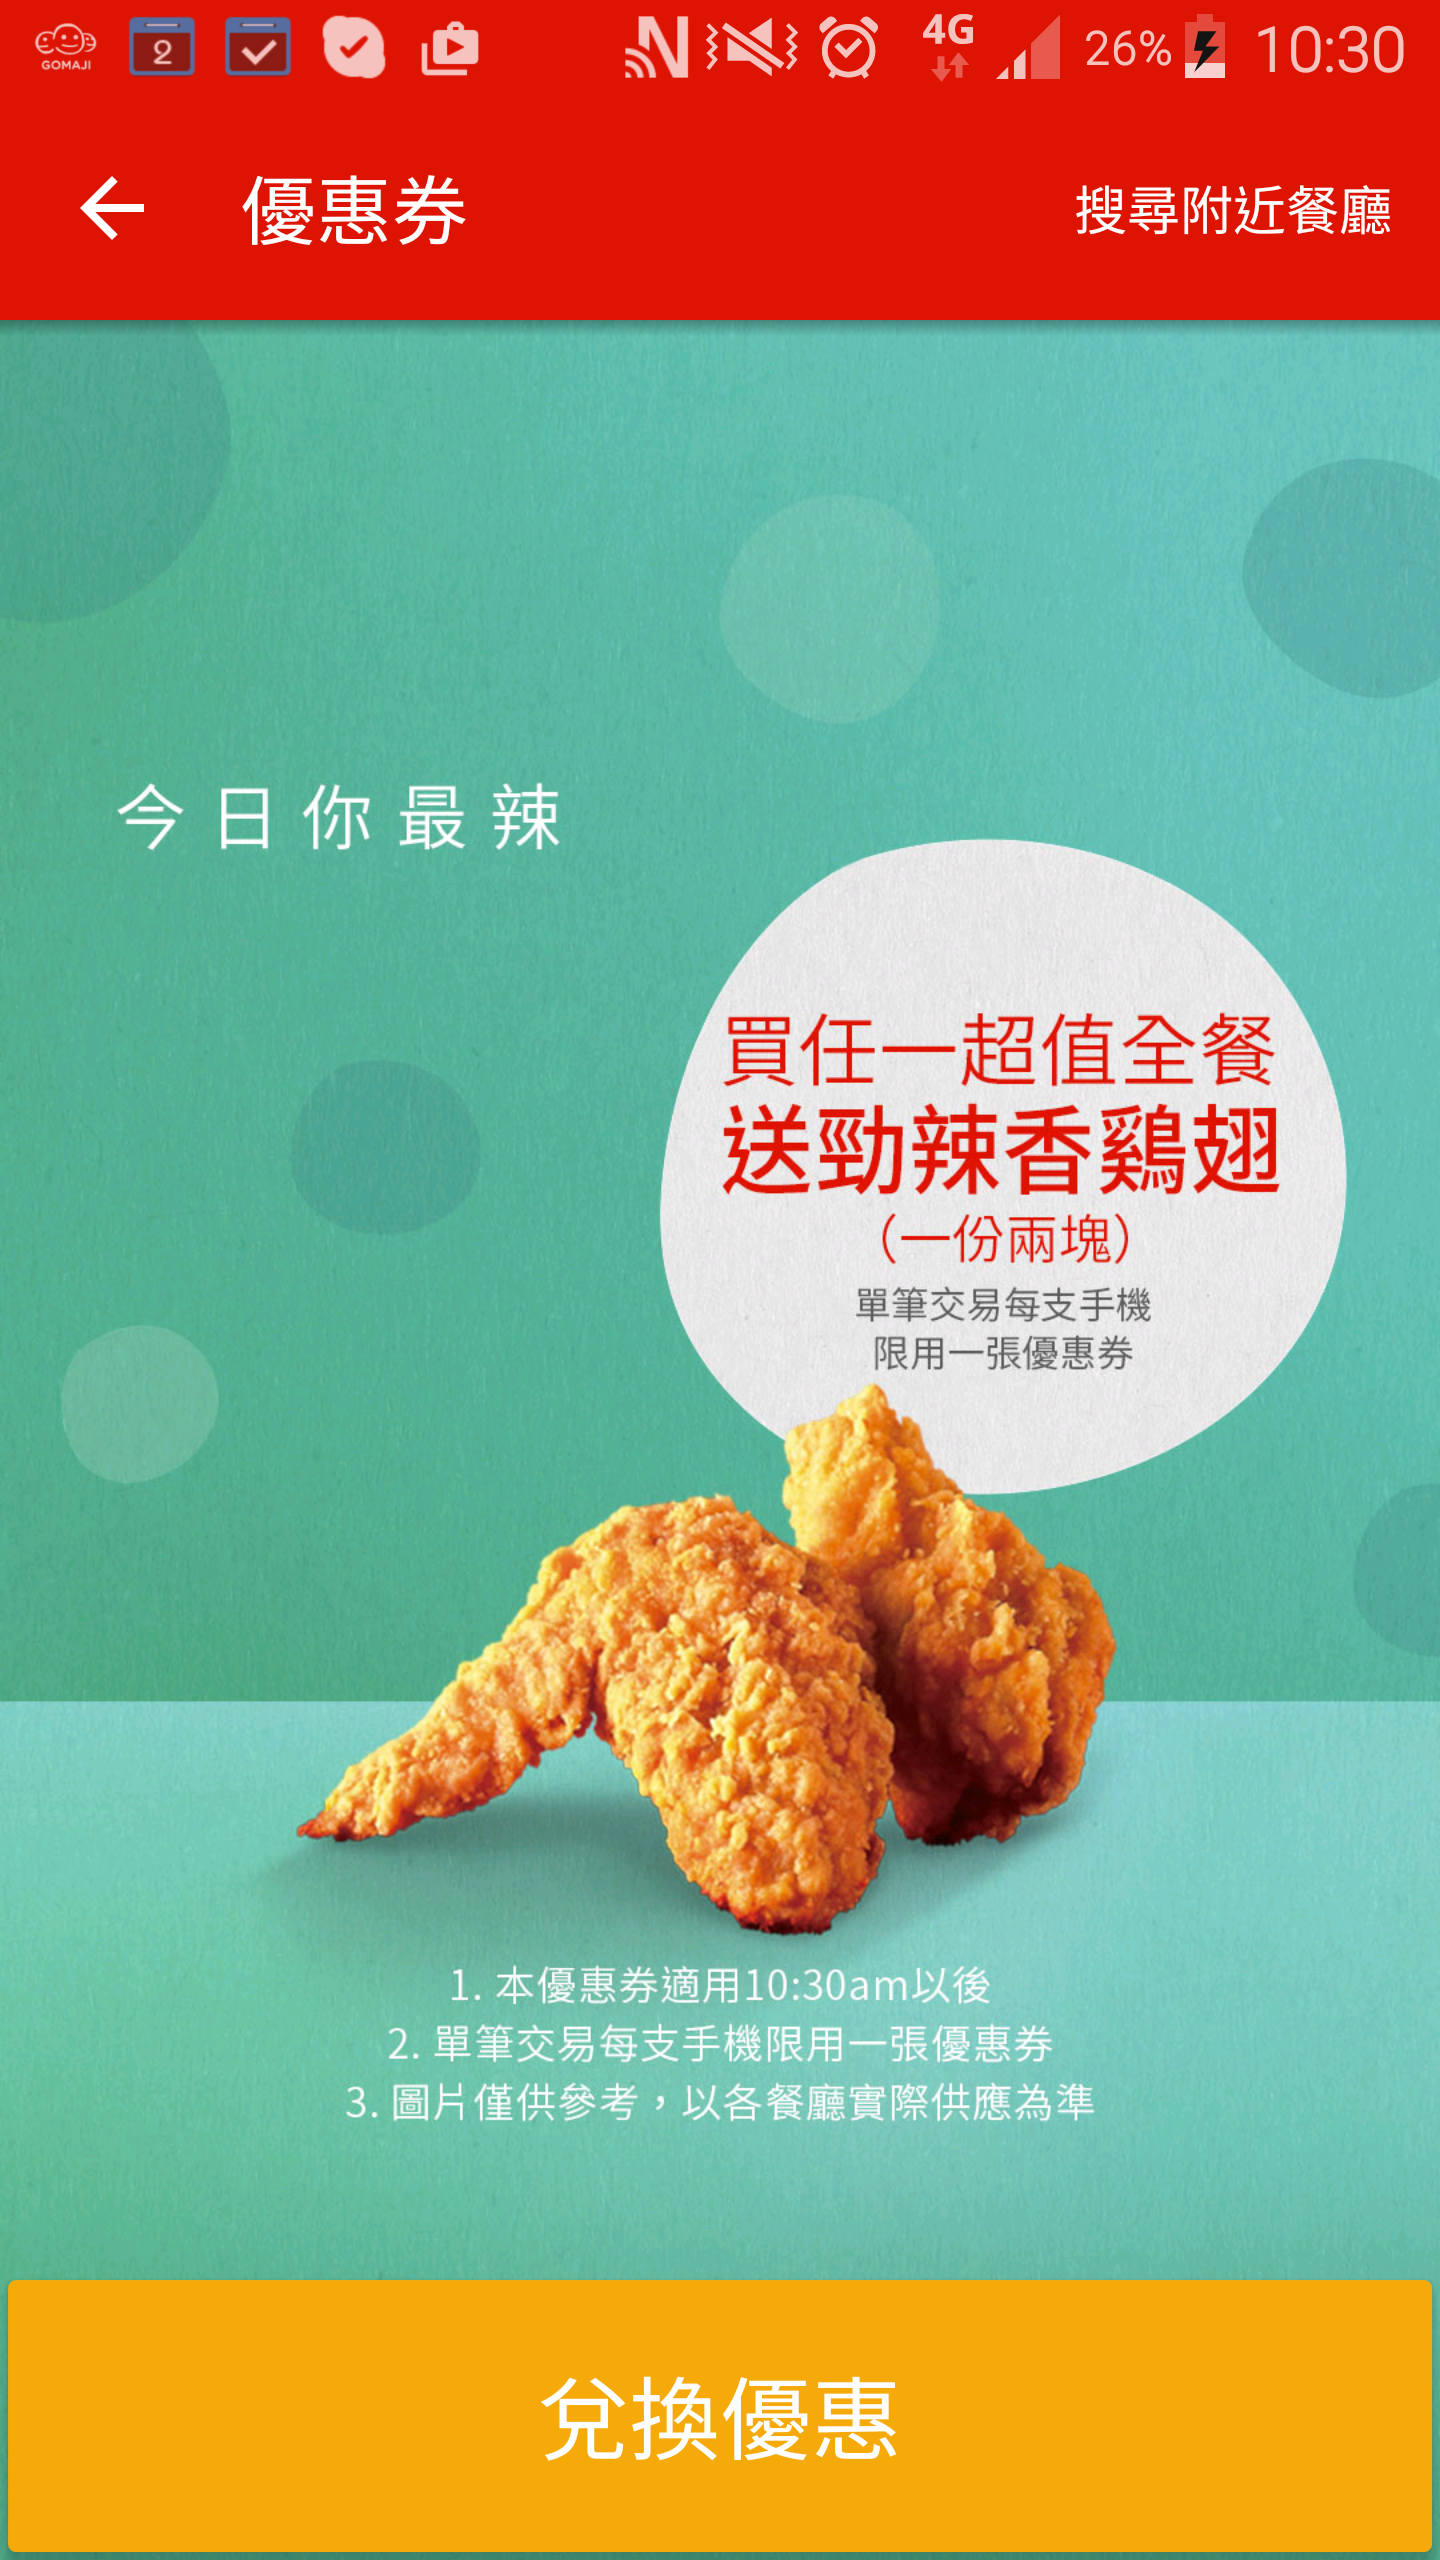 GOMAJI
2
4G
26%
10:30
優惠券
搜尋附近餐廳
今日你最辣
買任一超值全餐
送勁辣香鷄翅
（一份兩塊）
單筆交易每支手機
限用一張優惠券
1. 本優惠券適用10:30am以後
2. 單筆交易每支手機限用一張優惠券
3. 圖片僅供參考，以各餐廳實際供應為準
兌換優惠